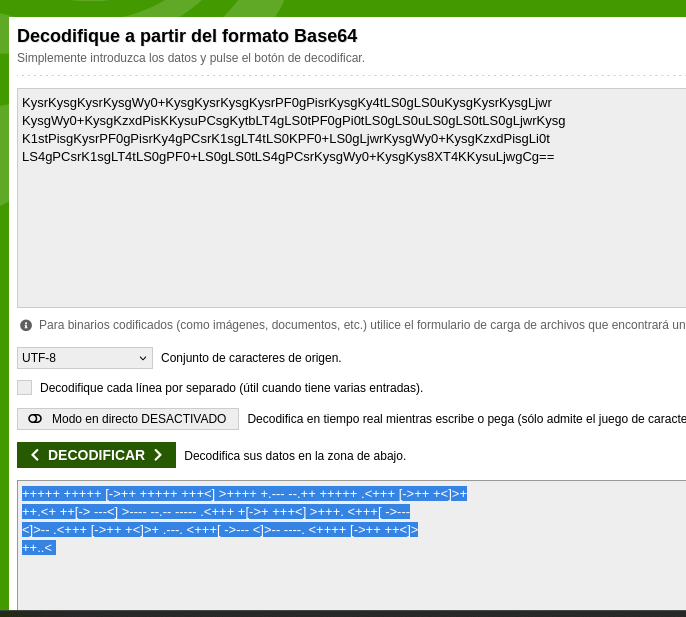 Decodifique a partir del formato Base64
Simplemente introduzca los datos y pulse el botón de decodificar.
KysrKysgKysrKysgWy0+KysgKysrKysgKysrPF0gPisrKysgKy4tLS0gLS0uKysgKysrKysgLjwr
KysgWy0+KysgKzxdPisKKysuPCsgKytbLT4gLS0tPF0gPi0tLS0gLS0uLS0gLS0tLS0gLjwrKysg
K1stPisgKysrPF0gPisrKy4gPCsrK1sgLT4tLS0KPF0+LS0gLjwrKysgWy0+KysgKzxdPisgLi0t
LS4gPCsrK1sgLT4tLS0gPF0+LS0gLS0tLS4gPCsrKysgWy0+KysgKys8XT4KKysuLjwgCg==
Para binarios codificados (como imágenes, documentos, etc.) utilice el formulario de carga de archivos que encontrará un
UTF-8 Conjunto de caracteres de origen.
Decodifique cada línea por separado (útil cuando tiene varias entradas).
Modo en directo DESACTIVADO Decodifica en tiempo real mientras escribe o pega (sólo admite el juego de caracte
DECODIFICAR Decodifica sus datos en la zona de abajo.
+++++ +++++ [->++ +++++ +++<] >++++ +.--- --.++ +++++ .<+++ [->++ +<]>+
++.<+ ++[-> ---<] >---- --.-- ----- .<+++ +[->+ +++<] >+++. <+++[ ->---
<]>-- .<+++ [->++ +<]>+ .---. <+++[ ->--- <]>-- ----. <++++ [->++ ++<]>
++..<